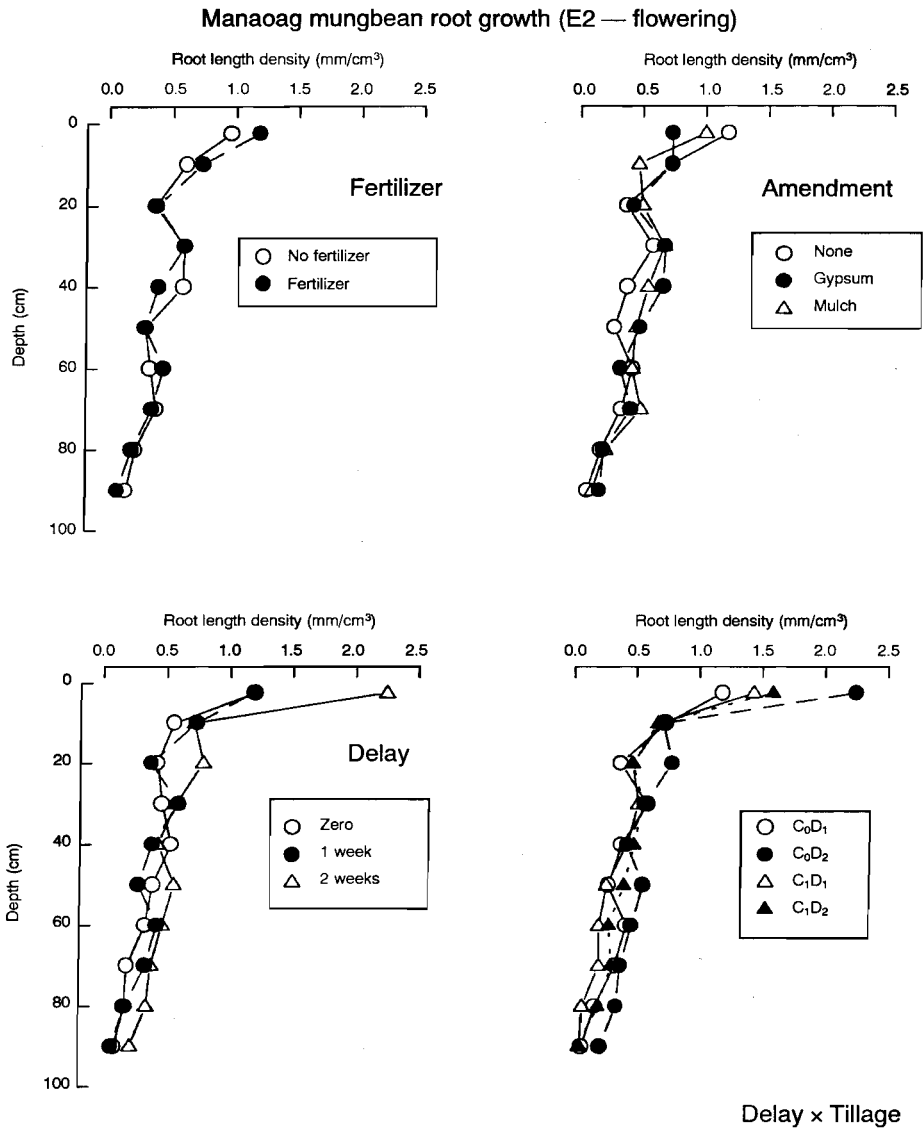 Manaoag mungbean root growth (E2 — flowering)
Root length density (mm/cm³)
0.0 0.5 1.0 1.5 2.0 2.5
0
20
40
60
80
100
Depth (cm)
Fertilizer
No fertilizer
Fertilizer
Root length density (mm/cm³)
0.0 0.5 1.0 1.5 2.0 2.5
Amendment
None
Gypsum
Mulch
Root length density (mm/cm³)
0.0 0.5 1.0 1.5 2.0 2.5
0
20
40
60
80
100
Depth (cm)
Delay
Zero
1 week
2 weeks
Root length density (mm/cm³)
0.0 0.5 1.0 1.5 2.0 2.5
C₀D₁
C₀D₂
C₁D₁
C₁D₂
Delay × Tillage